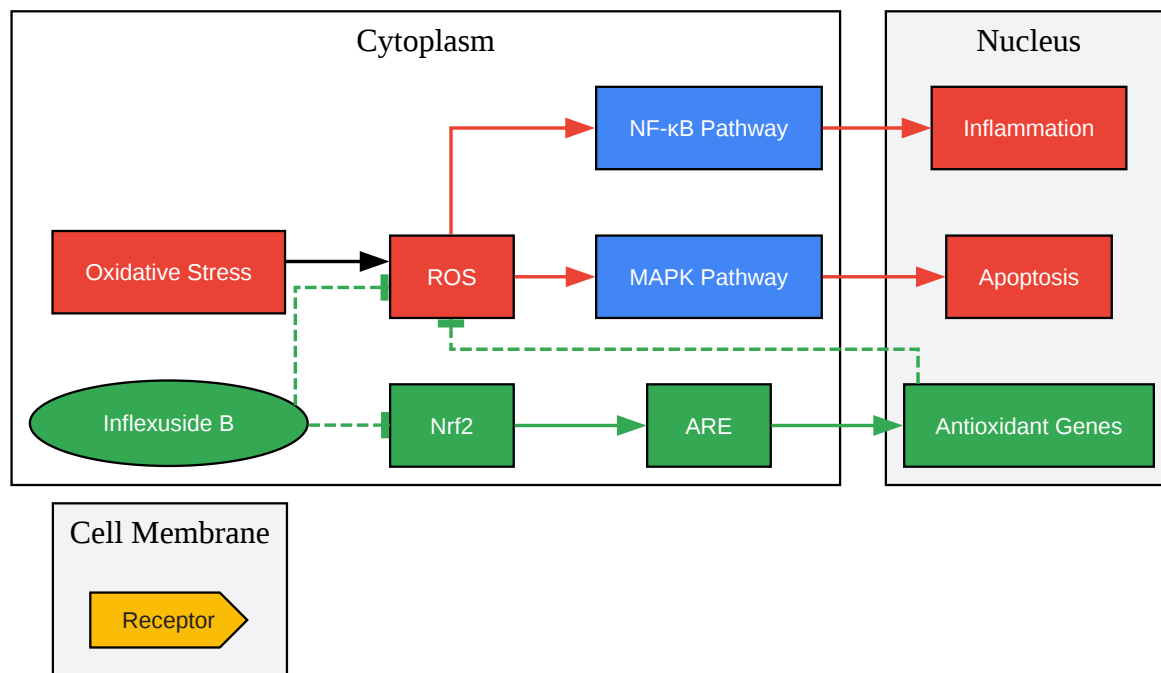 Cytoplasm
Nucleus
NF-κB Pathway
Inflammation
Oxidative Stress
ROS
MAPK Pathway
Apoptosis
Inflexuside B
Nrf2
ARE
Antioxidant Genes
Cell Membrane
Receptor